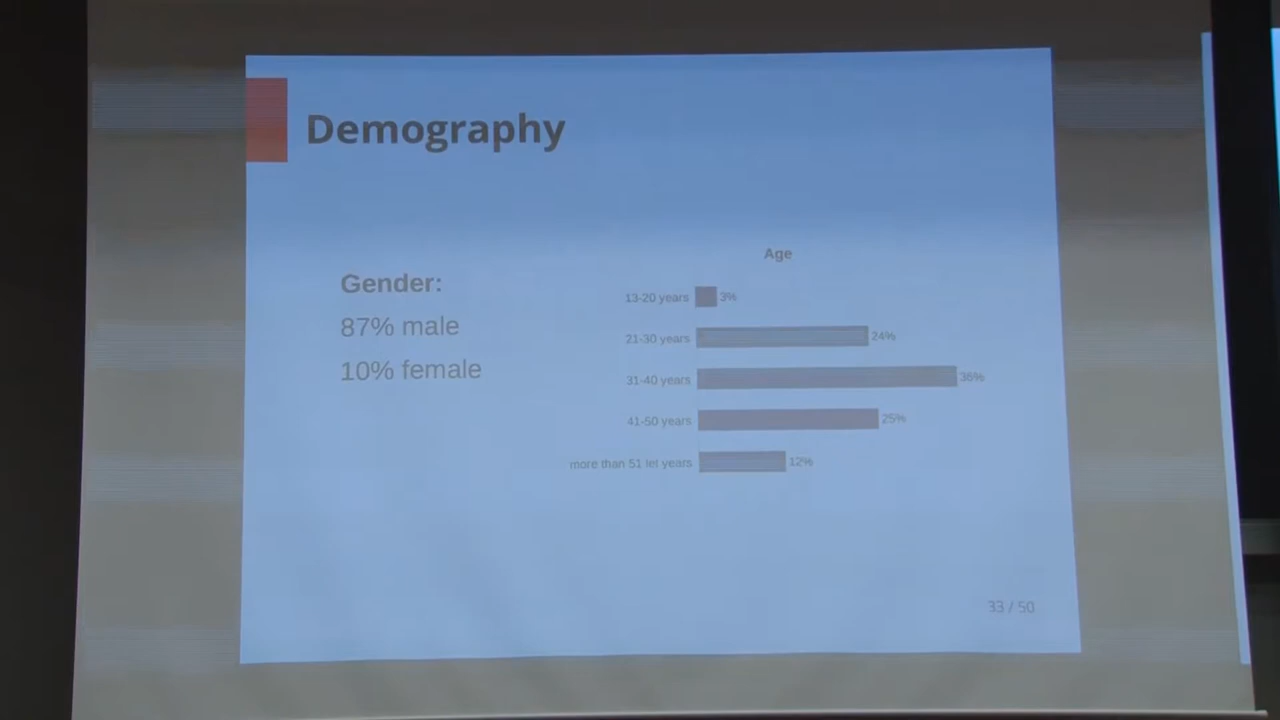 Demography
Gender:
87% male
10% female
Age
13-20 years 3%
21-30 years 24%
31-40 years 36%
41-50 years 25%
more than 51 let years 12%
33 / 50